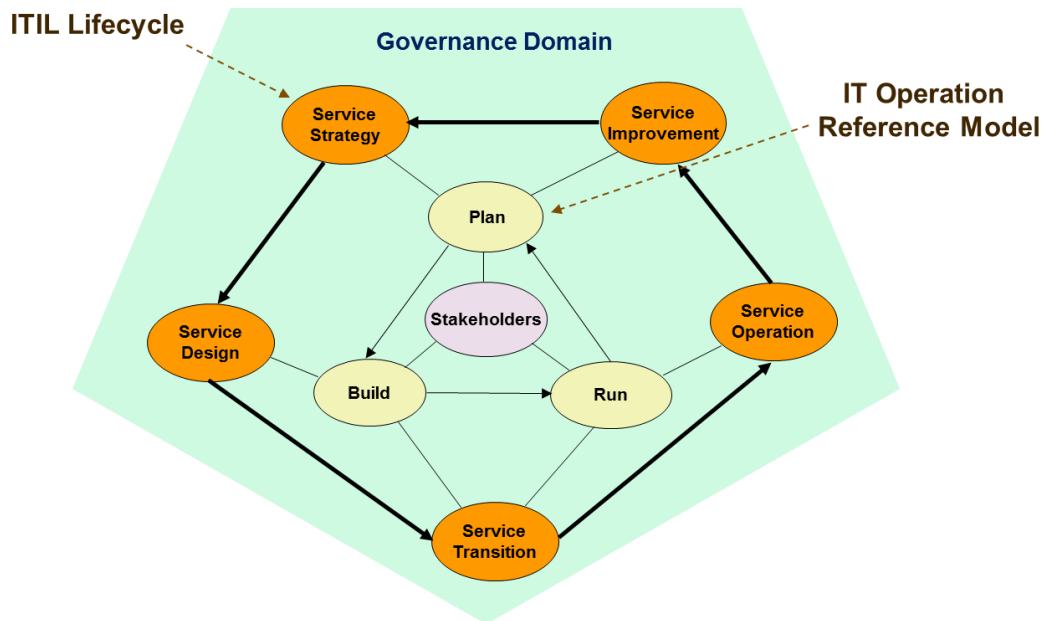 ITIL Lifecycle
Governance Domain
IT Operation
Reference Model
Service
Strategy
Service
Improvement
Plan
Stakeholders
Service
Design
Service
Operation
Build
Run
Service
Transition